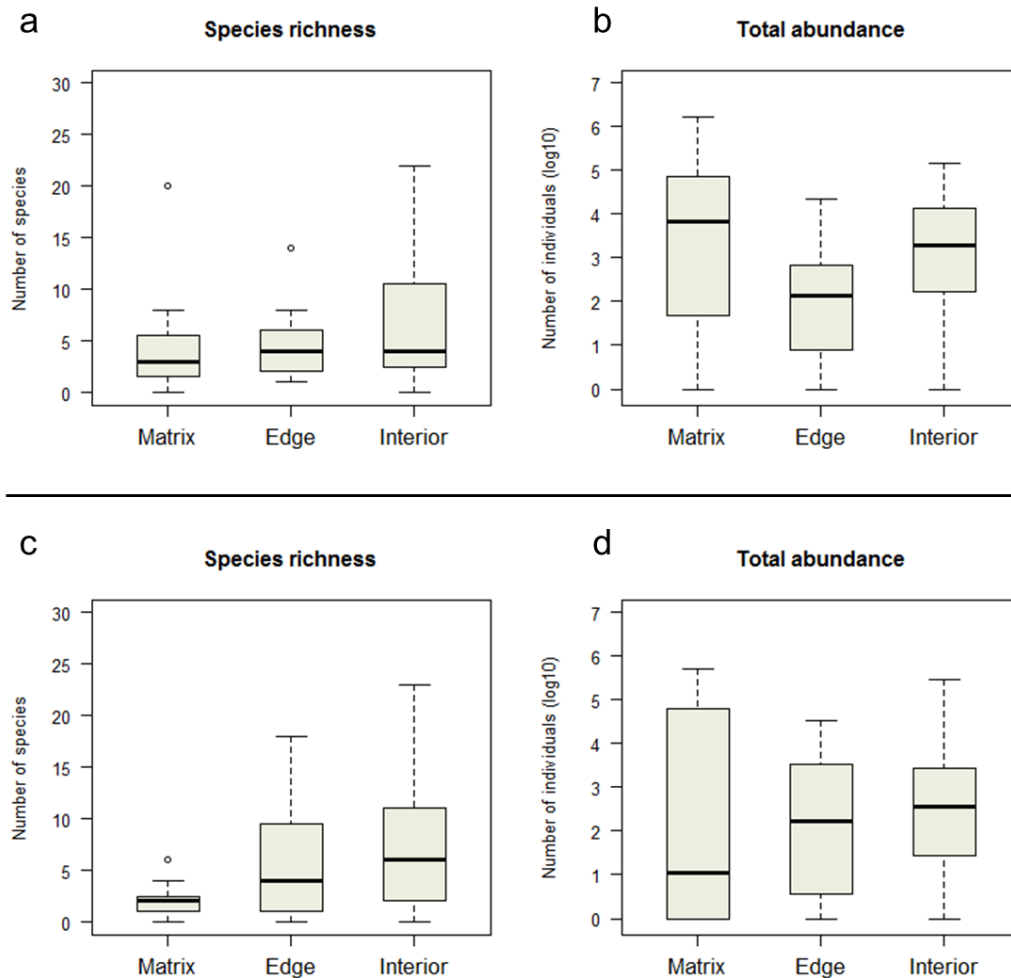 a
Species richness
Number of species
30
25
20
15
10
5
0
Matrix Edge Interior
b
Total abundance
Number of individuals (log10)
7
6
5
4
3
2
1
0
Matrix Edge Interior
c
Species richness
Number of species
30
25
20
15
10
5
0
Matrix Edge Interior
d
Total abundance
Number of individuals (log10)
7
6
5
4
3
2
1
0
Matrix Edge Interior